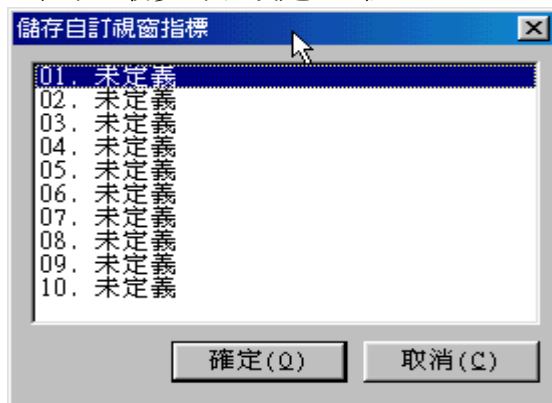 儲存自訂視窗指標
01. 未定義
02. 未定義
03. 未定義
04. 未定義
05. 未定義
06. 未定義
07. 未定義
08. 未定義
09. 未定義
10. 未定義
確定(O) 取消(C)